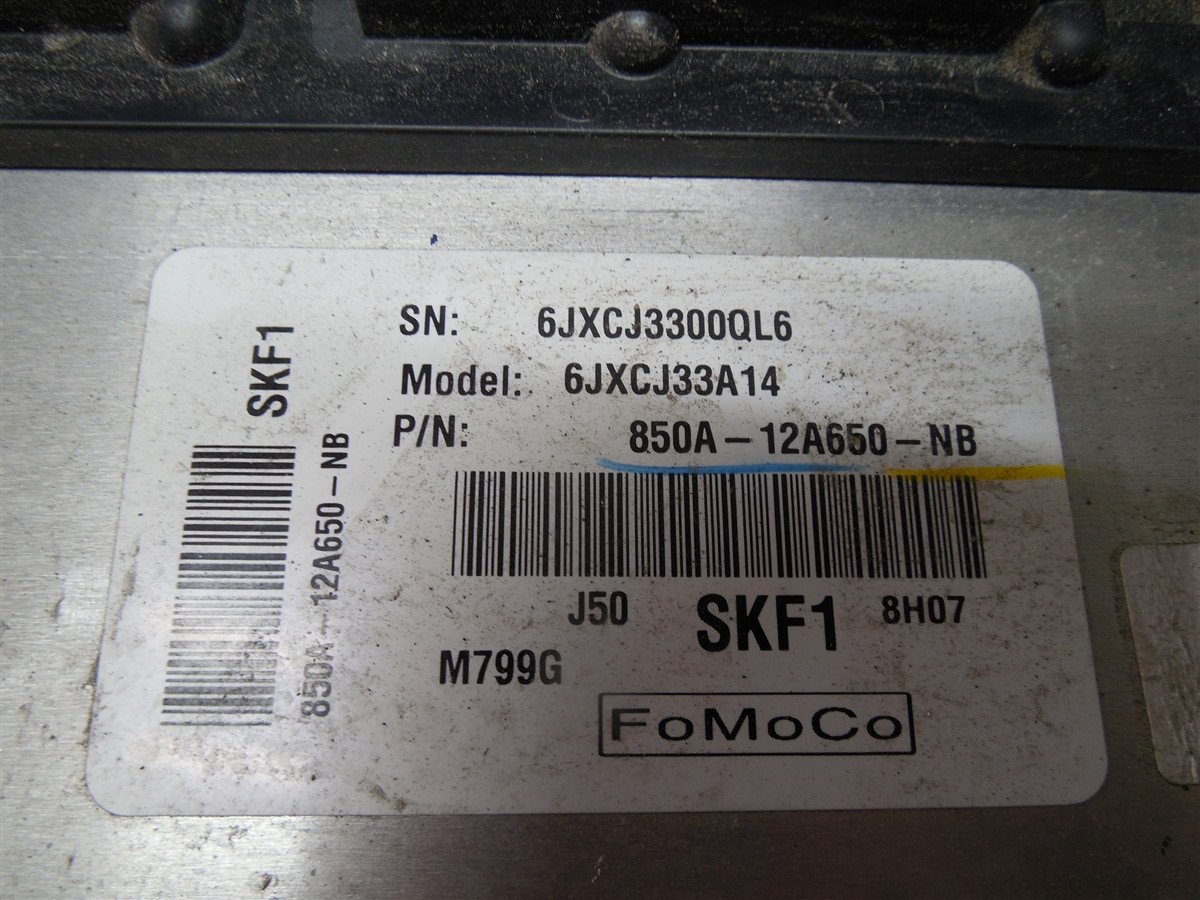 SN: 6JXCJ3300QL6
Model: 6JXCJ33A14
P/N: 850A-12A650-NB
J50 SKF1 8H07
M799G
FoMoCo
SKF1
850A-12A650-NB